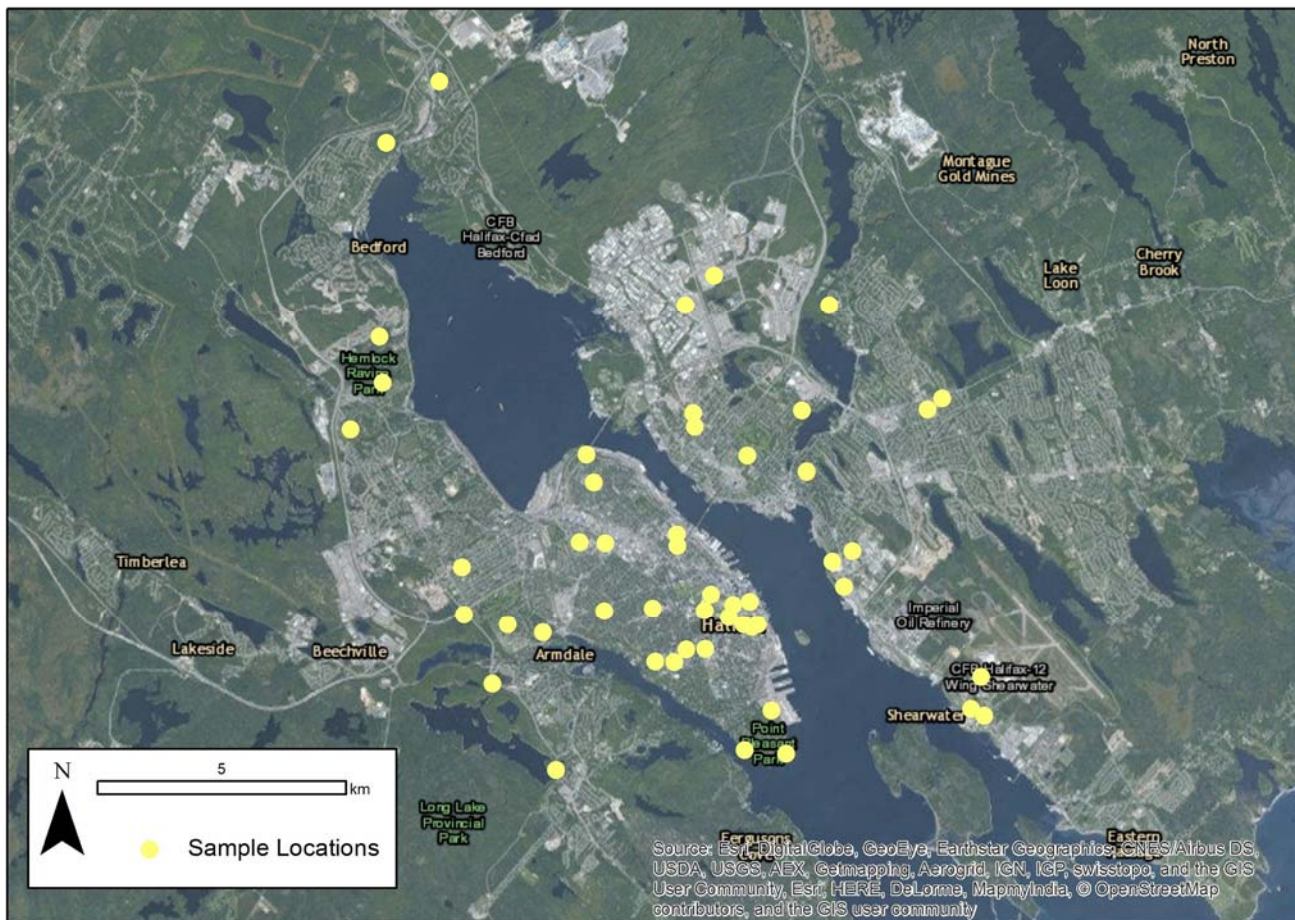 North
Preston
Montague
Gold Mines
CFB
Halifax-Cfad
Bedford
Bedford
Cherry
Brook
Lake
Loon
Hemlock
Ravine
Park
Timberlea
Imperial
Oil Refinery
Lakeside
Beechville
Armdale
CFB Halifax-12
Wing Shearwater
Shearwater
Point
Pleasant
Park
Long Lake
Provincial
Park
Fergusons
Cove
Eastern
N
5
km
Sample Locations
Source: Esri, DigitalGlobe, GeoEye, Earthstar Geographics, CNES/Airbus DS,
USDA, USGS, AEX, Getmapping, Aerogrid, IGN, IGP, swisstopo, and the GIS
User Community, Esri, HERE, DeLorme, MapmyIndia, © OpenStreetMap
contributors, and the GIS user community